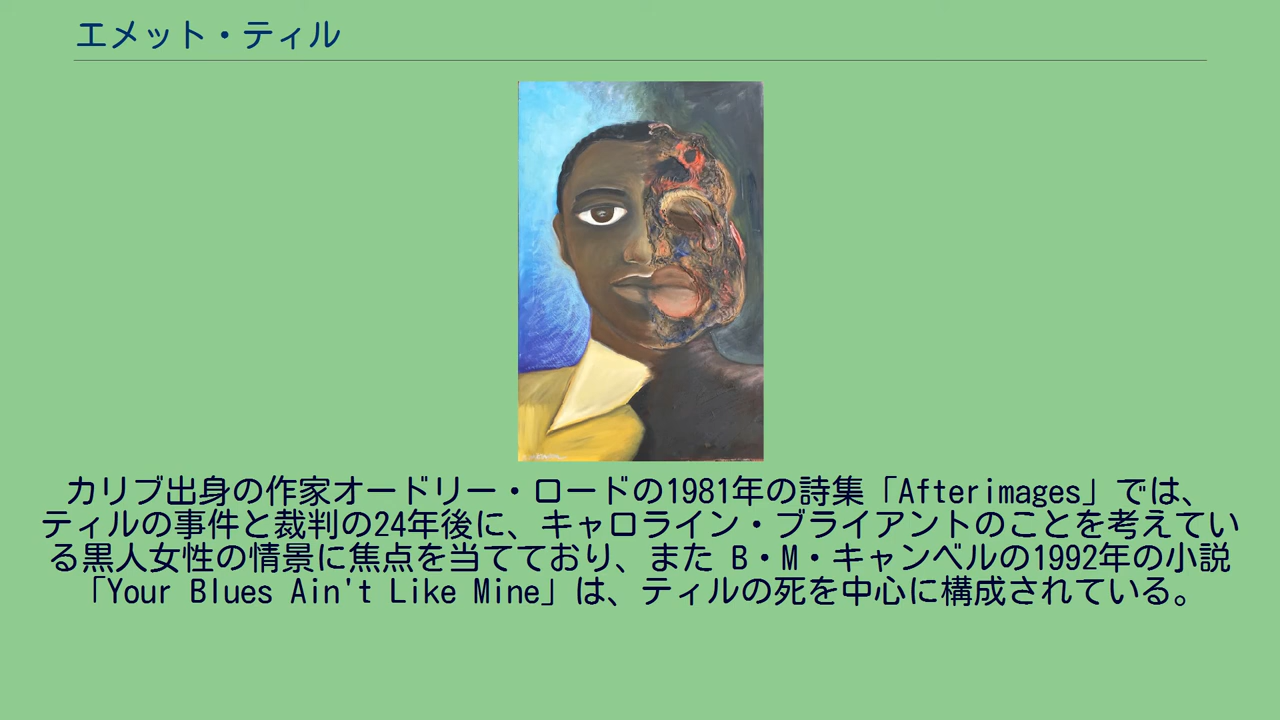 エメット・ティル
カリブ出身の作家オードリー・ロードの1981年の詩集「Afterimages」では、
ティルの事件と裁判の24年後に、キャロライン・ブライアントのことを考えてい
る黒人女性の情景に焦点を当てており、また B・M・キャンベルの1992年の小説
「Your Blues Ain't Like Mine」は、ティルの死を中心に構成されている。